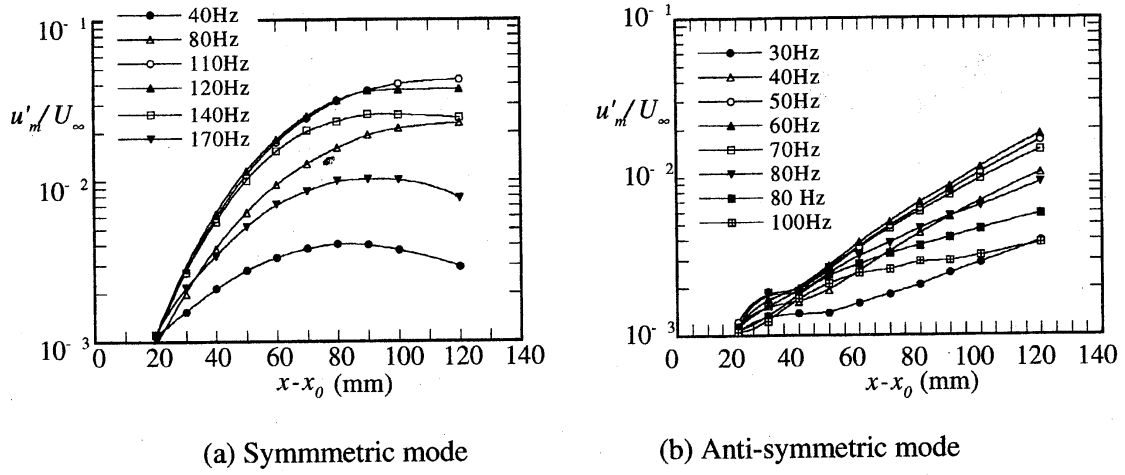 10⁻¹
40Hz
80Hz
110Hz
120Hz
140Hz
170Hz
u'ₘ/U∞
10⁻²
10⁻³
0 20 40 60 80 100 120 140
x-x₀ (mm)
(a) Symmmetric mode
10⁻¹
30Hz
40Hz
50Hz
60Hz
70Hz
80Hz
80 Hz
100Hz
u'ₘ/U∞
10⁻²
10⁻³
0 20 40 60 80 100 120 140
x-x₀ (mm)
(b) Anti-symmetric mode